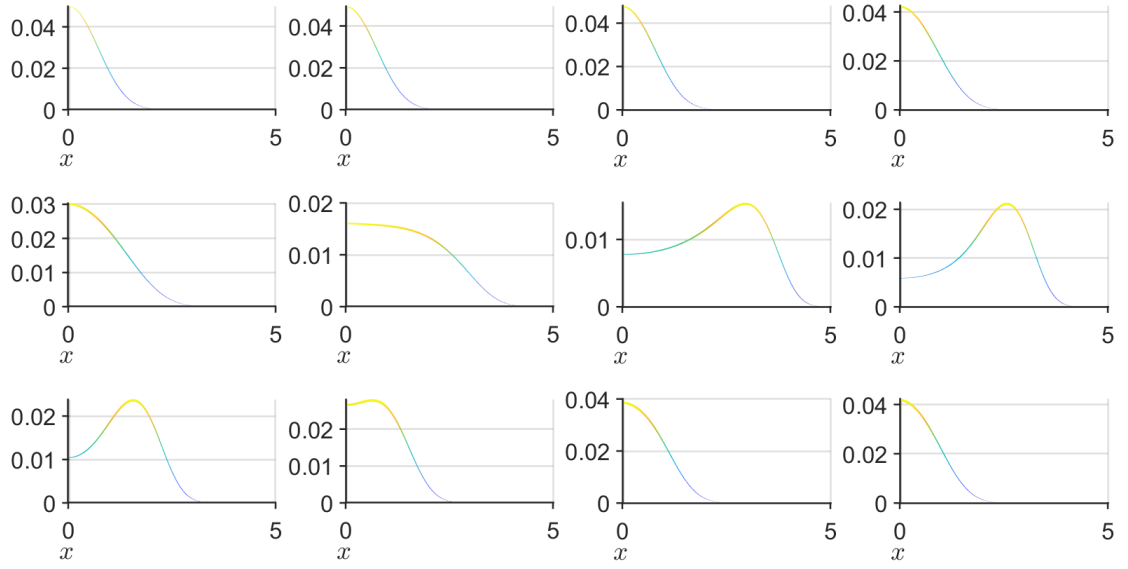 0.04 0.04 0.04 0.04
0.02 0.02 0.02 0.02
0 0 0 0
0 5 0 5 0 5 0 5
x x x x
0.03 0.02 0.02
0.02 0.01 0.01 0.01
0.01
0 0 0 0
0 5 0 5 0 5 0 5
x x x x
0.02 0.02 0.04 0.04
0.01 0.01 0.02 0.02
0 0 0 0
0 5 0 5 0 5 0 5
x x x x